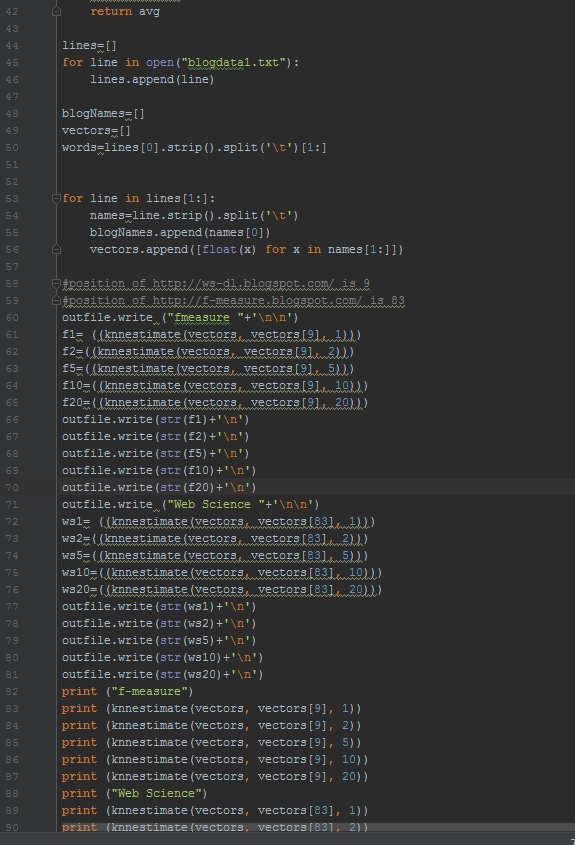 42 return avg
43
44 lines=[]
45 for line in open("blogdata1.txt"):
46 lines.append(line)
47
48 blogNames=[]
49 vectors=[]
50 words=lines[0].strip().split('\t')[1:]
51
52
53 for line in lines[1:]:
54 names=line.strip().split('\t')
55 blogNames.append(names[0])
56 vectors.append([float(x) for x in names[1:]])
57
58 #position of http://ws-dl.blogspot.com/ is 9
59 #position of http://f-measure.blogspot.com/ is 83
60 outfile.write ("fmeasure "+'\n\n')
61 f1= ((knnestimate(vectors, vectors[9], 1)))
62 f2=((knnestimate(vectors, vectors[9], 2)))
63 f5=((knnestimate(vectors, vectors[9], 5)))
64 f10=((knnestimate(vectors, vectors[9], 10)))
65 f20=((knnestimate(vectors, vectors[9], 20)))
66 outfile.write(str(f1)+'\n')
67 outfile.write(str(f2)+'\n')
68 outfile.write(str(f5)+'\n')
69 outfile.write(str(f10)+'\n')
70 outfile.write(str(f20)+'\n')
71 outfile.write ("Web Science "+'\n\n')
72 ws1= ((knnestimate(vectors, vectors[83], 1)))
73 ws2=((knnestimate(vectors, vectors[83], 2)))
74 ws5=((knnestimate(vectors, vectors[83], 5)))
75 ws10=((knnestimate(vectors, vectors[83], 10)))
76 ws20=((knnestimate(vectors, vectors[83], 20)))
77 outfile.write(str(ws1)+'\n')
78 outfile.write(str(ws2)+'\n')
79 outfile.write(str(ws5)+'\n')
80 outfile.write(str(ws10)+'\n')
81 outfile.write(str(ws20)+'\n')
82 print ("f-measure")
83 print (knnestimate(vectors, vectors[9], 1))
84 print (knnestimate(vectors, vectors[9], 2))
85 print (knnestimate(vectors, vectors[9], 5))
86 print (knnestimate(vectors, vectors[9], 10))
87 print (knnestimate(vectors, vectors[9], 20))
88 print ("Web Science")
89 print (knnestimate(vectors, vectors[83], 1))
90 print (knnestimate(vectors, vectors[83], 2))